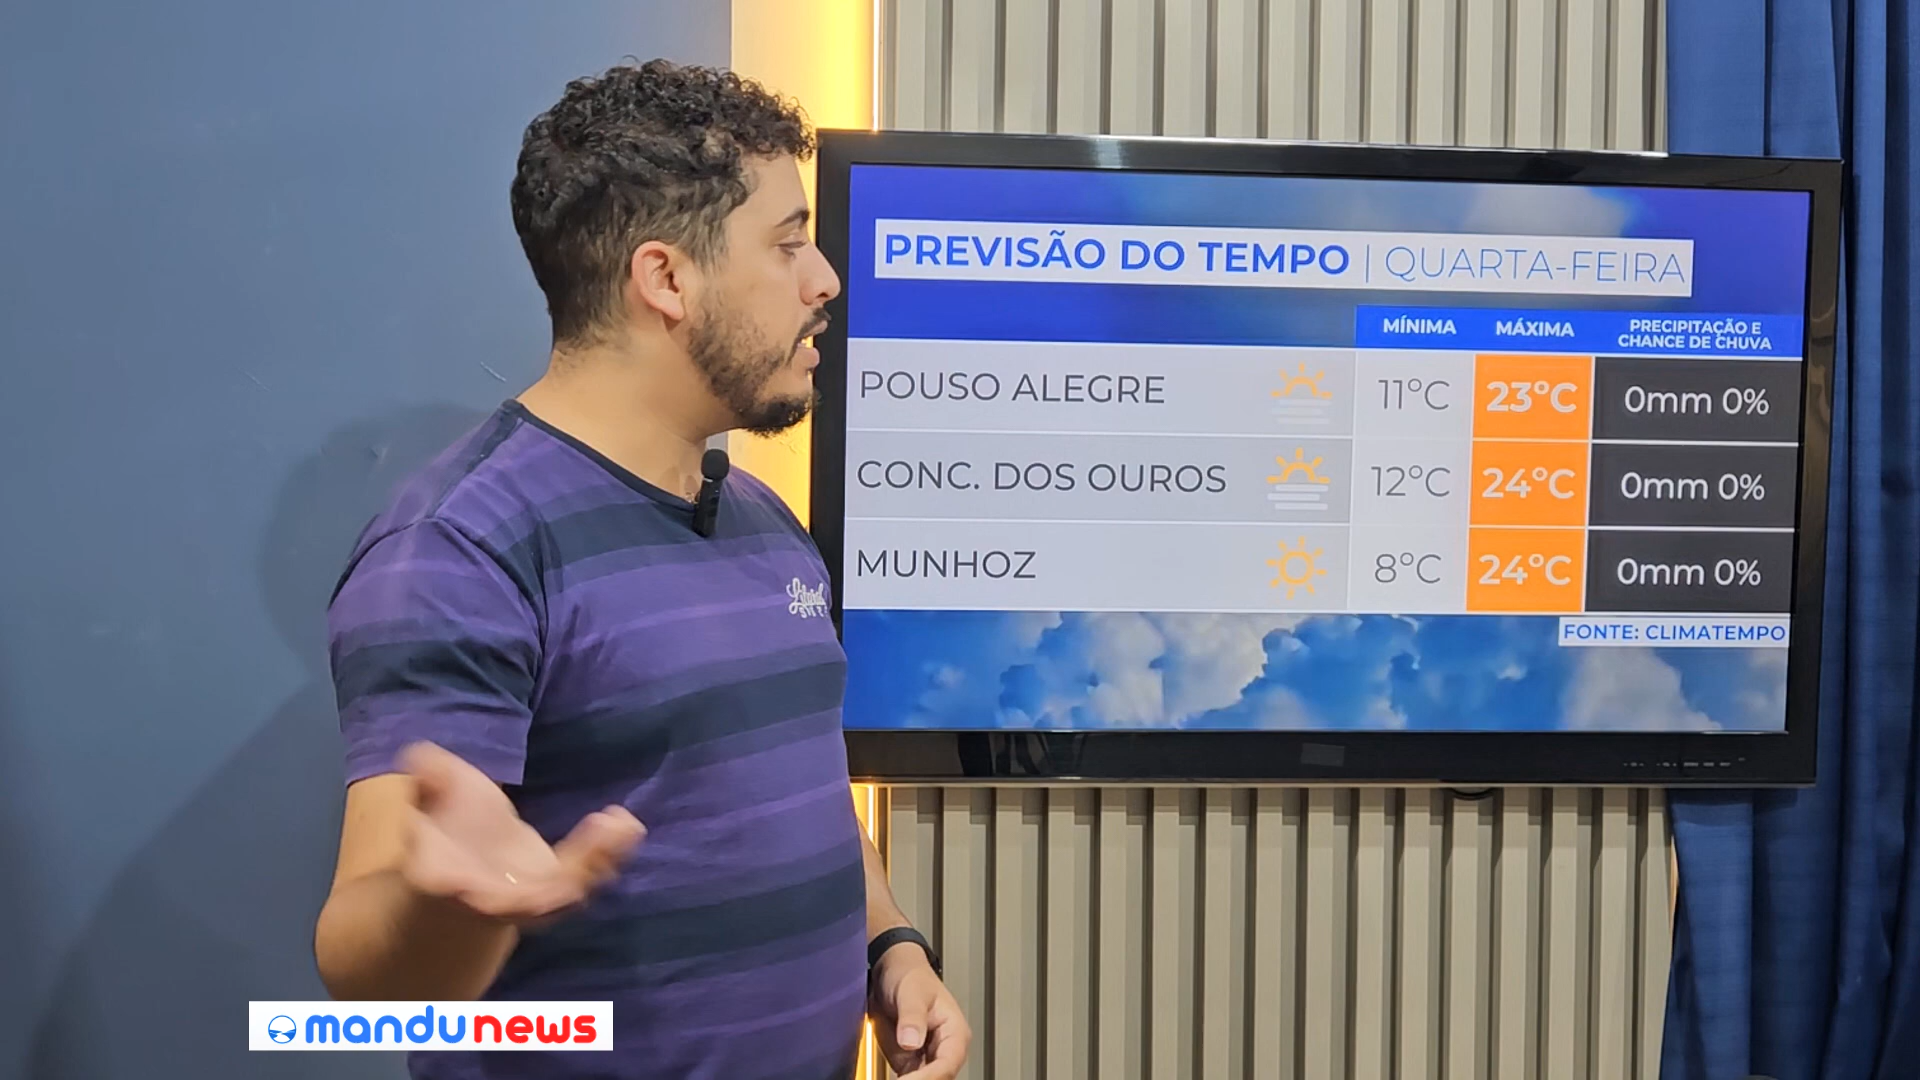 PREVISÃO DO TEMPO | QUARTA-FEIRA
MÍNIMA MÁXIMA PRECIPITAÇÃO E CHANCE DE CHUVA
POUSO ALEGRE 11°C 23°C 0mm 0%
CONC. DOS OUROS 12°C 24°C 0mm 0%
MUNHOZ 8°C 24°C 0mm 0%
FONTE: CLIMATEMPO
mandunews